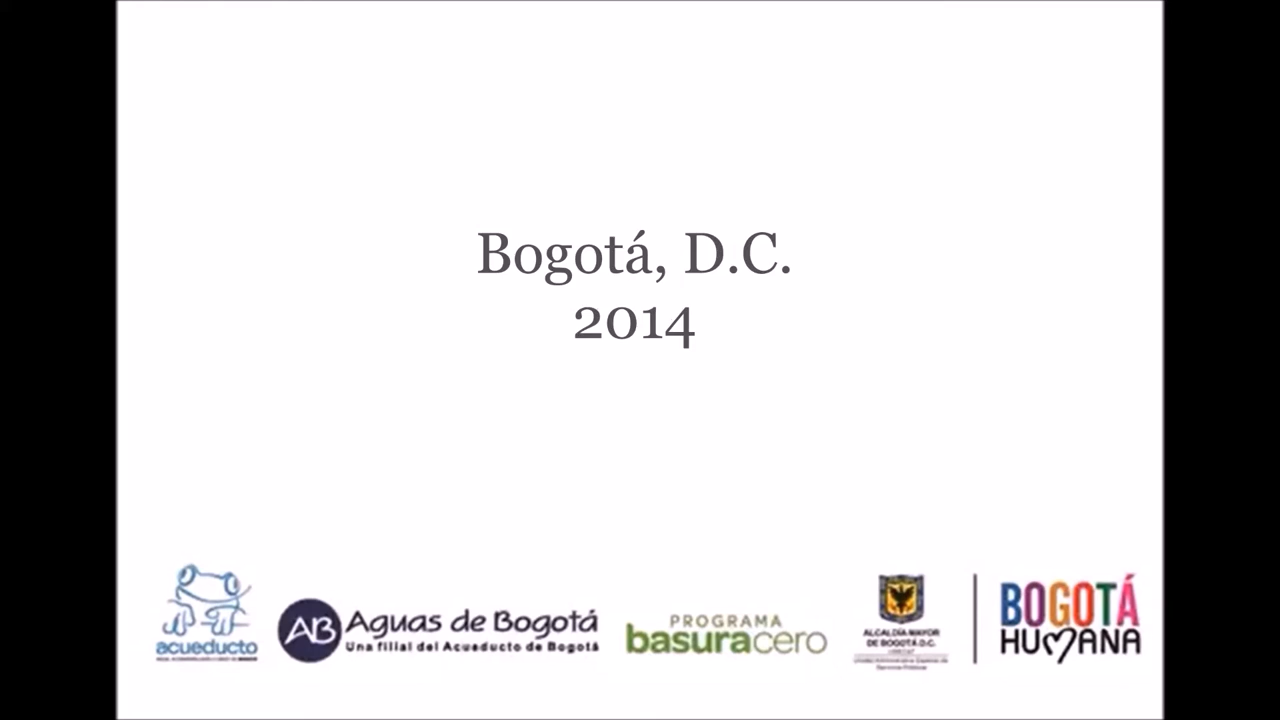 Bogotá, D.C.
2014
acueducto
AB Aguas de Bogotá
Una filial del Acueducto de Bogotá
PROGRAMA
basuracero
ALCALDÍA MAYOR
DE BOGOTÁ D.C.
BOGOTÁ
HUMANA